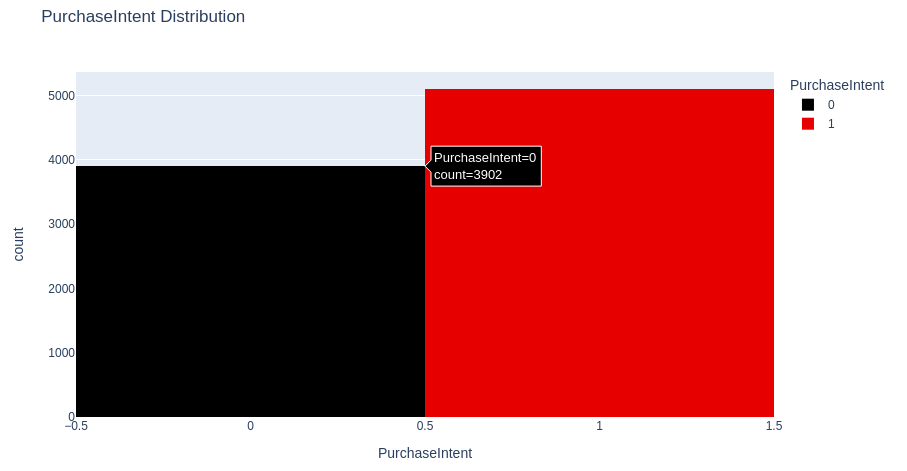 PurchaseIntent Distribution
5000
4000
3000
2000
1000
0
count
−0.5
0
0.5
1
1.5
PurchaseIntent
PurchaseIntent=0
count=3902
PurchaseIntent
0
1